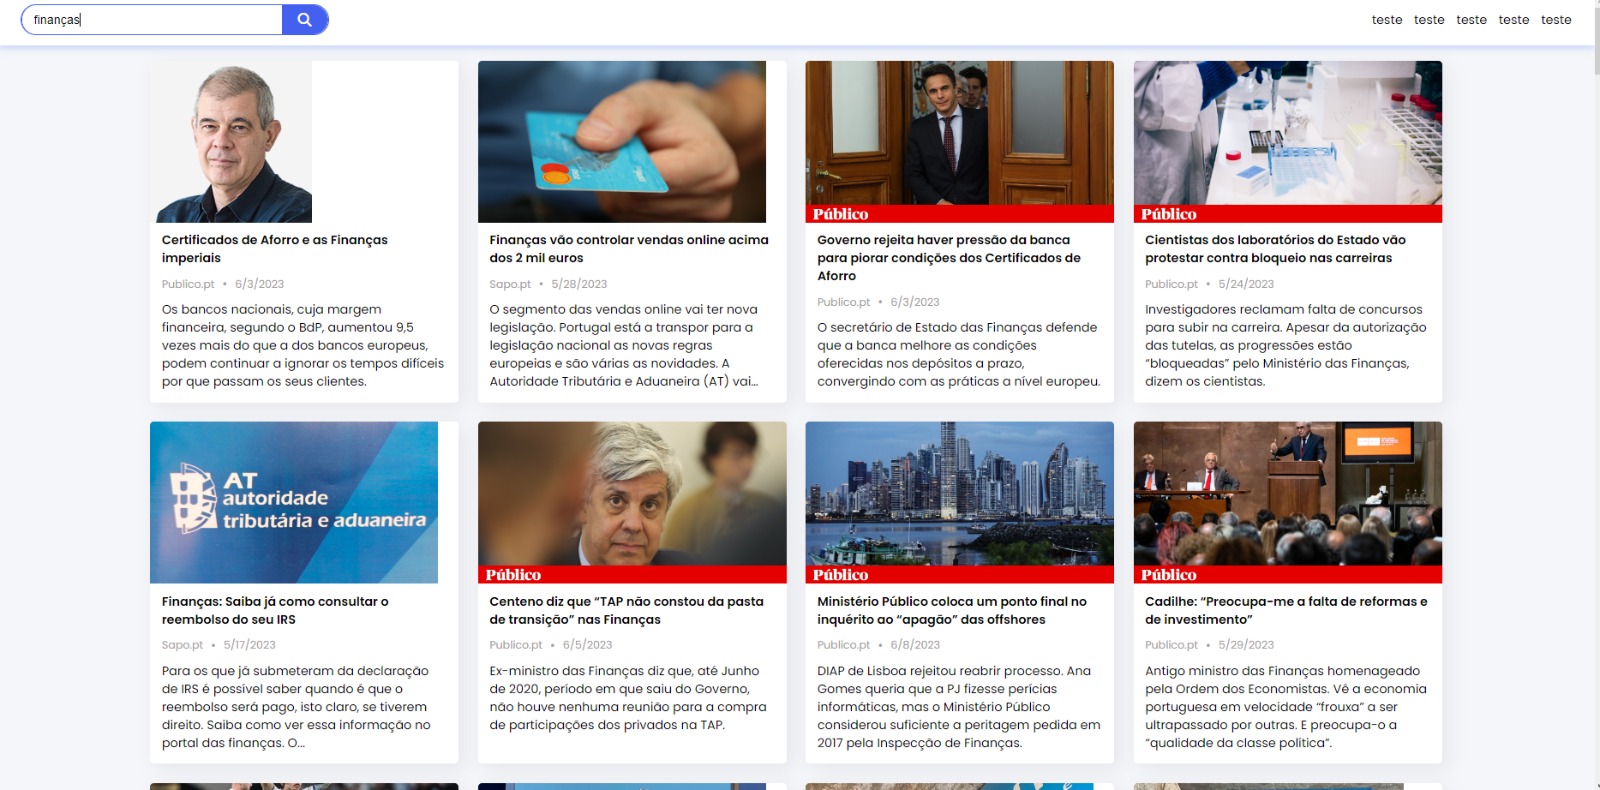 finanças
teste teste teste teste teste
Certificados de Aforro e as Finanças
imperiais
Publico.pt • 6/3/2023
Os bancos nacionais, cuja margem
financeira, segundo o BdP, aumentou 9,5
vezes mais do que a dos bancos europeus,
podem continuar a ignorar os tempos difíceis
por que passam os seus clientes.
Finanças vão controlar vendas online acima
dos 2 mil euros
Sapo.pt • 5/28/2023
O segmento das vendas online vai ter nova
legislação. Portugal está a transpor para a
legislação nacional as novas regras
europeias e são várias as novidades. A
Autoridade Tributária e Aduaneira (AT) vai...
Público
Governo rejeita haver pressão da banca
para piorar condições dos Certificados de
Aforro
Publico.pt • 6/3/2023
O secretário de Estado das Finanças defende
que a banca melhore as condições
oferecidas nos depósitos a prazo,
convergindo com as práticas a nível europeu.
Público
Cientistas dos laboratórios do Estado vão
protestar contra bloqueio nas carreiras
Publico.pt • 5/24/2023
Investigadores reclamam falta de concursos
para subir na carreira. Apesar da autorização
das tutelas, as progressões estão
“bloqueadas” pelo Ministério das Finanças,
dizem os cientistas.
AT
autoridade
tributária e aduaneira
Finanças: Saiba já como consultar o
reembolso do seu IRS
Sapo.pt • 5/17/2023
Para os que já submeteram da declaração
de IRS é possível saber quando é que o
reembolso será pago, isto claro, se tiverem
direito. Saiba como ver essa informação no
portal das finanças. O...
Público
Centeno diz que “TAP não constou da pasta
de transição” nas Finanças
Publico.pt • 6/5/2023
Ex-ministro das Finanças diz que, até Junho
de 2020, período em que saiu do Governo,
não houve nenhuma reunião para a compra
de participações dos privados na TAP.
Público
Ministério Público coloca um ponto final no
inquérito ao “apagão” das offshores
Publico.pt • 6/8/2023
DIAP de Lisboa rejeitou reabrir processo. Ana
Gomes queria que a PJ fizesse perícias
informáticas, mas o Ministério Público
considerou suficiente a peritagem pedida em
2017 pela Inspecção de Finanças.
Público
Cadilhe: “Preocupa-me a falta de reformas e
de investimento”
Publico.pt • 5/29/2023
Antigo ministro das Finanças homenageado
pela Ordem dos Economistas. Vê a economia
portuguesa em velocidade “frouxa” a ser
ultrapassado por outras. E preocupa-o a
“qualidade da classe política”.